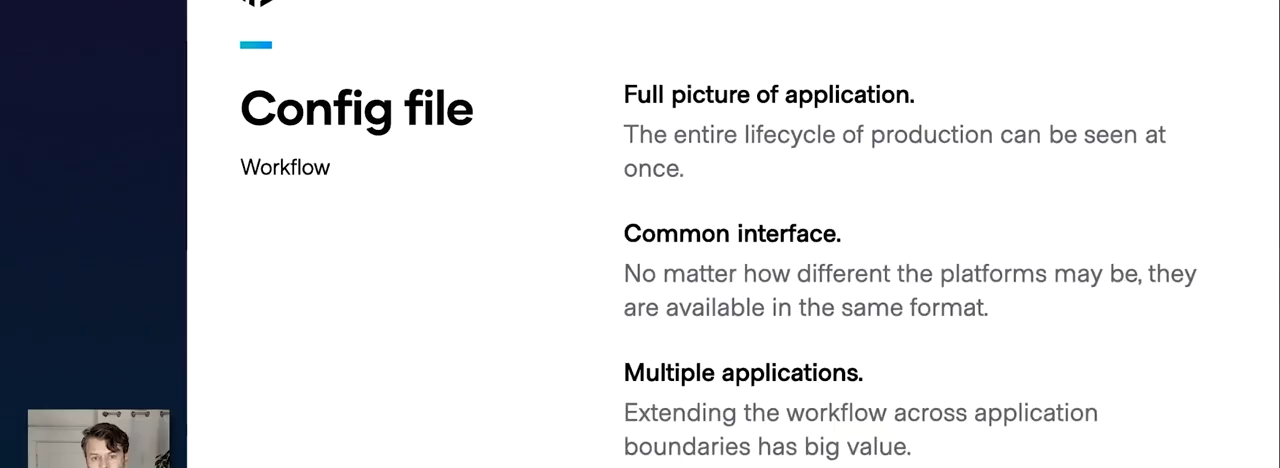 Config file
Workflow
Full picture of application.
The entire lifecycle of production can be seen at
once.
Common interface.
No matter how different the platforms may be, they
are available in the same format.
Multiple applications.
Extending the workflow across application
boundaries has big value.